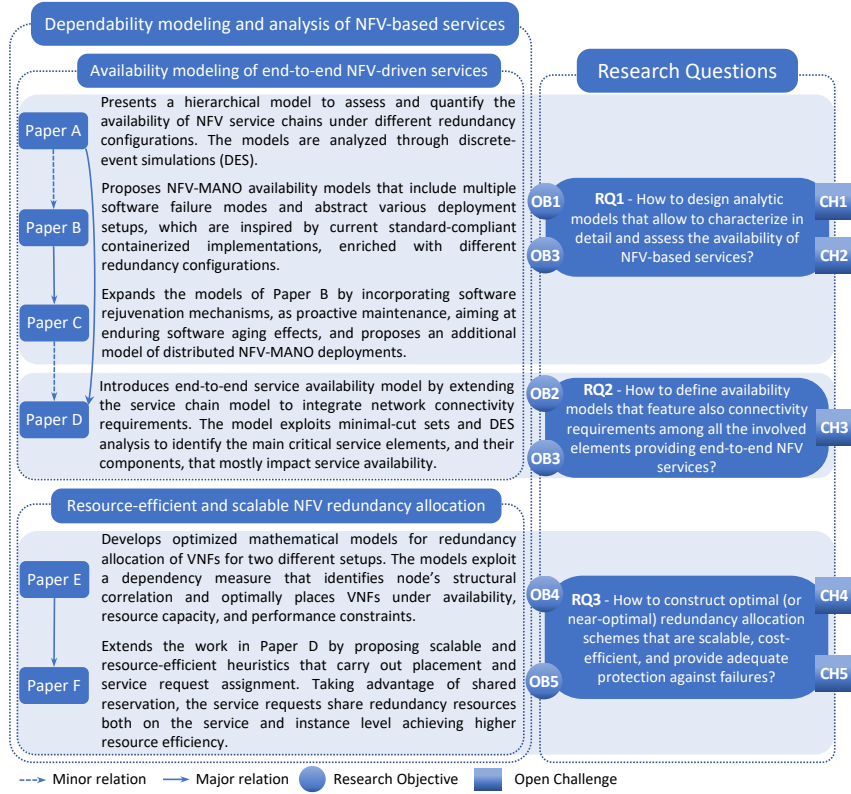 Dependability modeling and analysis of NFV-based services
Availability modeling of end-to-end NFV-driven services
Research Questions
Paper A
Presents a hierarchical model to assess and quantify the
availability of NFV service chains under different redundancy
configurations. The models are analyzed through discrete-
event simulations (DES).
Paper B
Proposes NFV-MANO availability models that include multiple
software failure modes and abstract various deployment
setups, which are inspired by current standard-compliant
containerized implementations, enriched with different
redundancy configurations.
Paper C
Expands the models of Paper B by incorporating software
rejuvenation mechanisms, as proactive maintenance, aiming at
enduring software aging effects, and proposes an additional
model of distributed NFV-MANO deployments.
OB1
OB3
RQ1 - How to design analytic
models that allow to characterize in
detail and assess the availability of
NFV-based services?
CH1
CH2
Paper D
Introduces end-to-end service availability model by extending
the service chain model to integrate network connectivity
requirements. The model exploits minimal-cut sets and DES
analysis to identify the main critical service elements, and their
components, that mostly impact service availability.
OB2
OB3
RQ2 - How to define availability
models that feature also connectivity
requirements among all the involved
elements providing end-to-end NFV
services?
CH3
Resource-efficient and scalable NFV redundancy allocation
Paper E
Develops optimized mathematical models for redundancy
allocation of VNFs for two different setups. The models exploit
a dependency measure that identifies node's structural
correlation and optimally places VNFs under availability,
resource capacity, and performance constraints.
Paper F
Extends the work in Paper D by proposing scalable and
resource-efficient heuristics that carry out placement and
service request assignment. Taking advantage of shared
reservation, the service requests share redundancy resources
both on the service and instance level achieving higher
resource efficiency.
OB4
OB5
RQ3 - How to construct optimal (or
near-optimal) redundancy allocation
schemes that are scalable, cost-
efficient, and provide adequate
protection against failures?
CH4
CH5
Minor relation
Major relation
Research Objective
Open Challenge